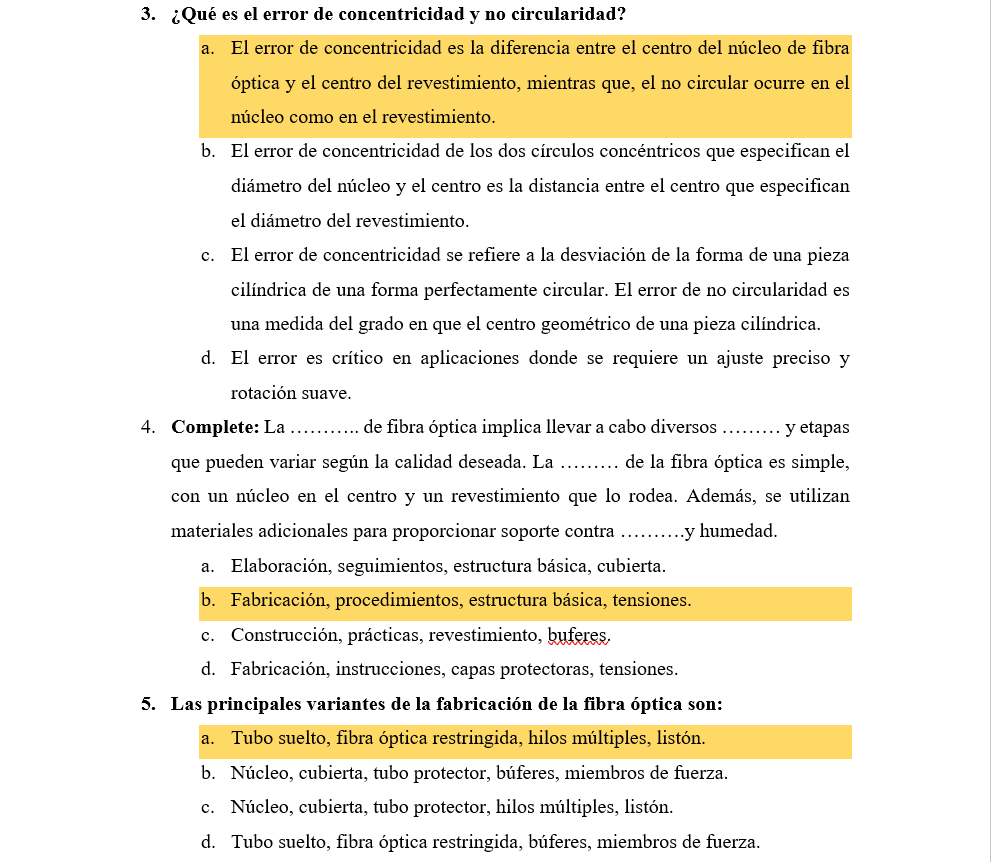 3. ¿Qué es el error de concentricidad y no circularidad?
a. El error de concentricidad es la diferencia entre el centro del núcleo de fibra
óptica y el centro del revestimiento, mientras que, el no circular ocurre en el
núcleo como en el revestimiento.
b. El error de concentricidad de los dos círculos concéntricos que especifican el
diámetro del núcleo y el centro es la distancia entre el centro que especifican
el diámetro del revestimiento.
c. El error de concentricidad se refiere a la desviación de la forma de una pieza
cilíndrica de una forma perfectamente circular. El error de no circularidad es
una medida del grado en que el centro geométrico de una pieza cilíndrica.
d. El error es crítico en aplicaciones donde se requiere un ajuste preciso y
rotación suave.
4. Complete: La ……….. de fibra óptica implica llevar a cabo diversos ……… y etapas
que pueden variar según la calidad deseada. La ……… de la fibra óptica es simple,
con un núcleo en el centro y un revestimiento que lo rodea. Además, se utilizan
materiales adicionales para proporcionar soporte contra ……….y humedad.
a. Elaboración, seguimientos, estructura básica, cubierta.
b. Fabricación, procedimientos, estructura básica, tensiones.
c. Construcción, prácticas, revestimiento, buferes.
d. Fabricación, instrucciones, capas protectoras, tensiones.
5. Las principales variantes de la fabricación de la fibra óptica son:
a. Tubo suelto, fibra óptica restringida, hilos múltiples, listón.
b. Núcleo, cubierta, tubo protector, búferes, miembros de fuerza.
c. Núcleo, cubierta, tubo protector, hilos múltiples, listón.
d. Tubo suelto, fibra óptica restringida, búferes, miembros de fuerza.